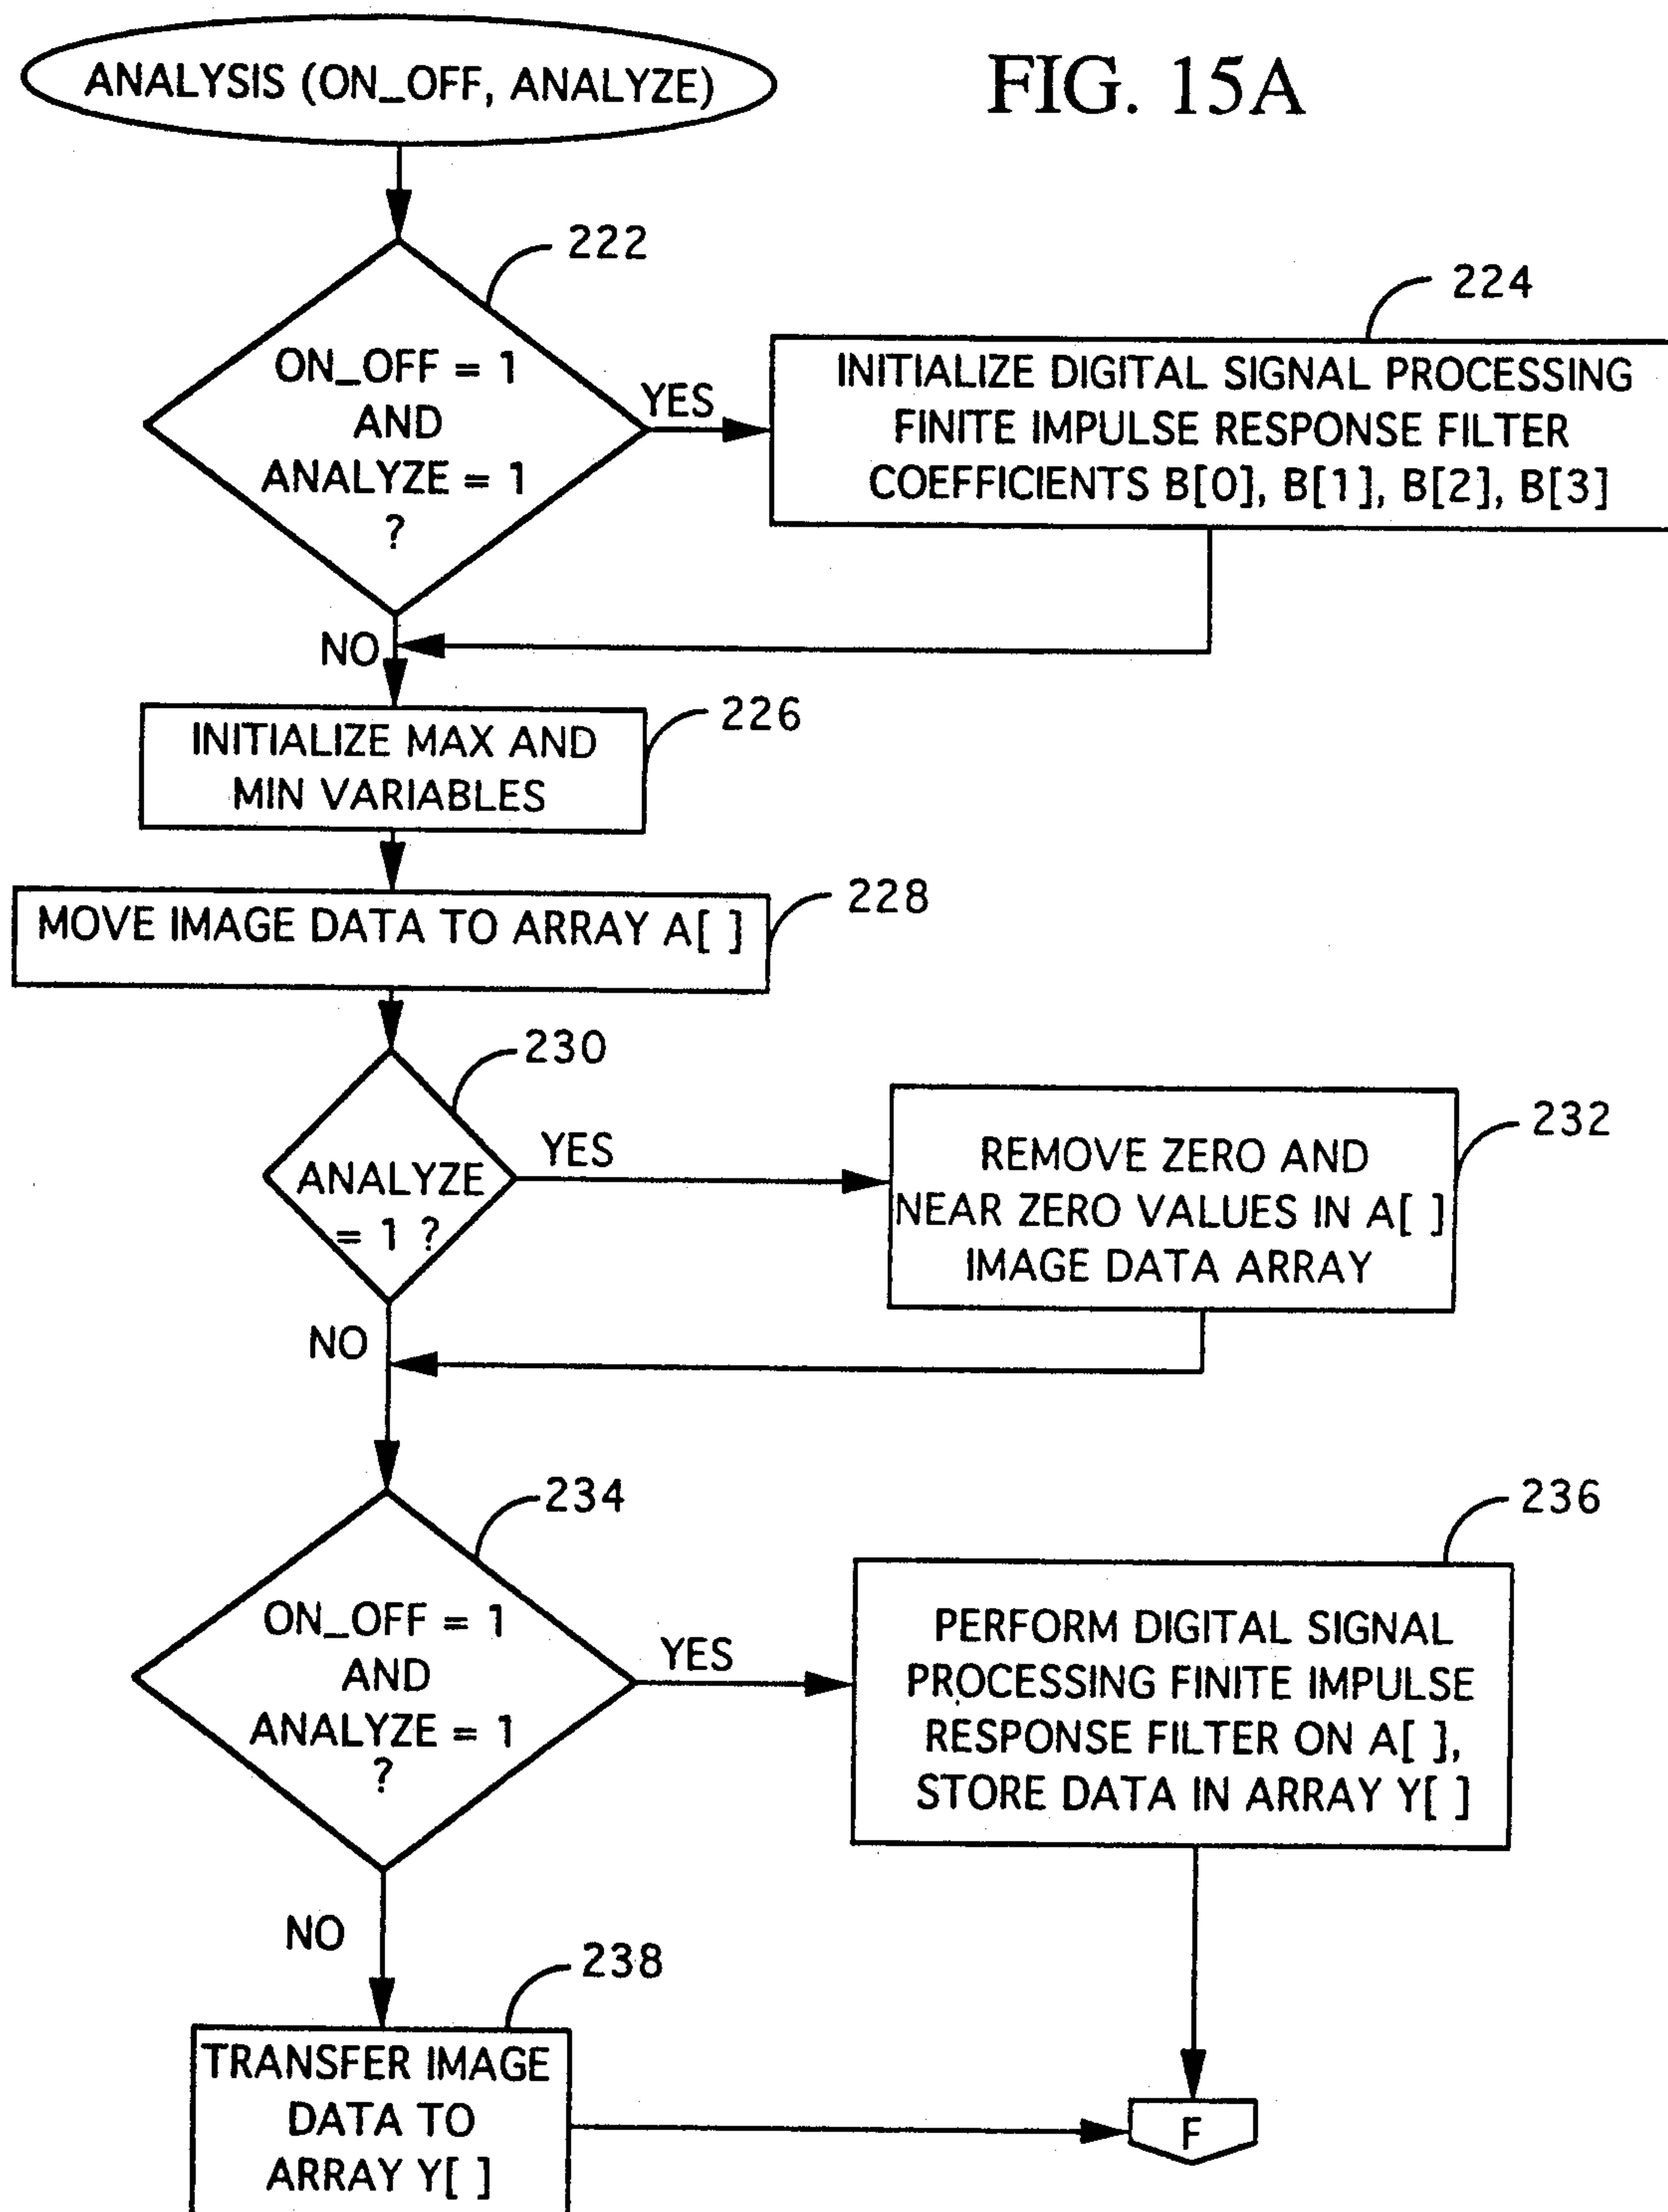 FIG. 15A
ANALYSIS (ON_OFF, ANALYZE)
222
ON_OFF = 1
AND
ANALYZE = 1
?
YES
NO
224
INITIALIZE DIGITAL SIGNAL PROCESSING
FINITE IMPULSE RESPONSE FILTER
COEFFICIENTS B[0], B[1], B[2], B[3]
226
INITIALIZE MAX AND
MIN VARIABLES
228
MOVE IMAGE DATA TO ARRAY A[ ]
230
ANALYZE
= 1 ?
YES
NO
232
REMOVE ZERO AND
NEAR ZERO VALUES IN A[ ]
IMAGE DATA ARRAY
234
ON_OFF = 1
AND
ANALYZE = 1
?
YES
NO
236
PERFORM DIGITAL SIGNAL
PROCESSING FINITE IMPULSE
RESPONSE FILTER ON A[ ],
STORE DATA IN ARRAY Y[ ]
238
TRANSFER IMAGE
DATA TO
ARRAY Y[ ]
F